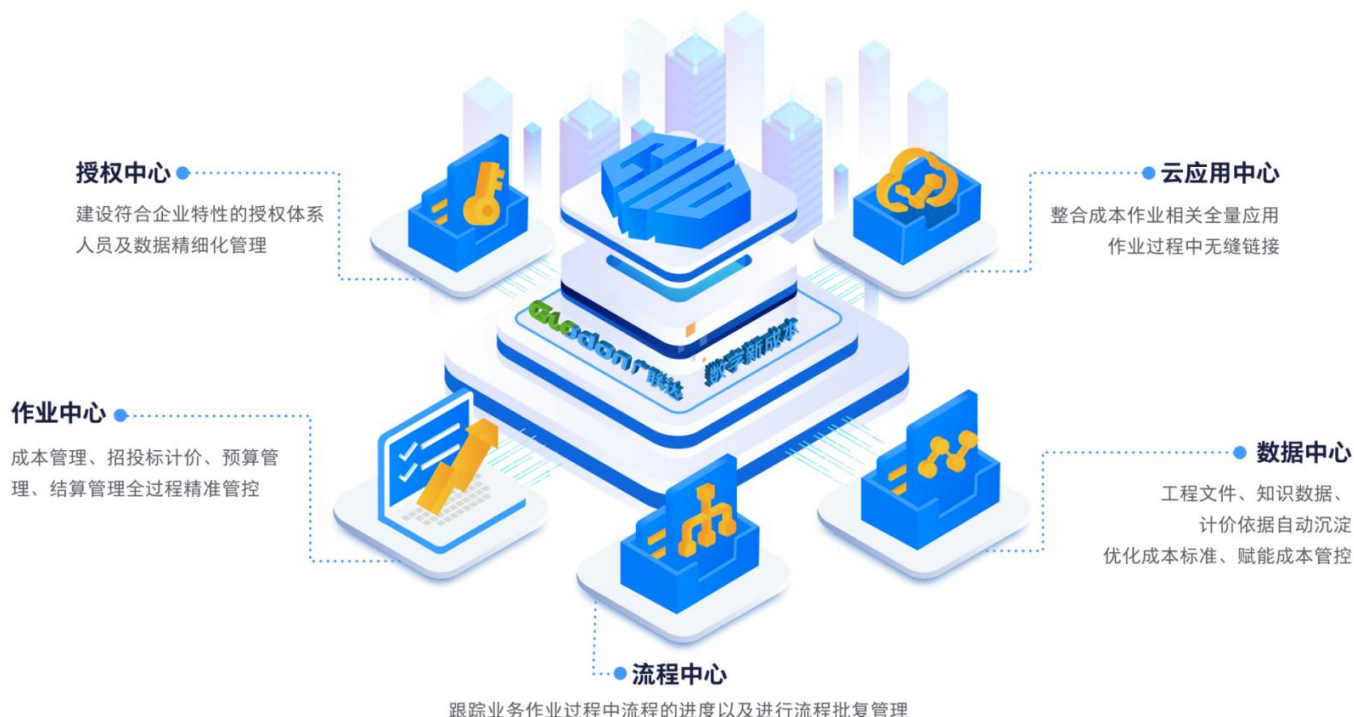 授权中心
建设符合企业特性的授权体系
人员及数据精细化管理
云应用中心
整合成本作业相关全量应用
作业过程中无缝链接
Glodon广联达
数字新成本
作业中心
成本管理、招投标计价、预算管
理、结算管理全过程精准管控
数据中心
工程文件、知识数据、
计价依据自动沉淀
优化成本标准、赋能成本管控
流程中心
跟踪业务作业过程中流程的进度以及进行流程批复管理